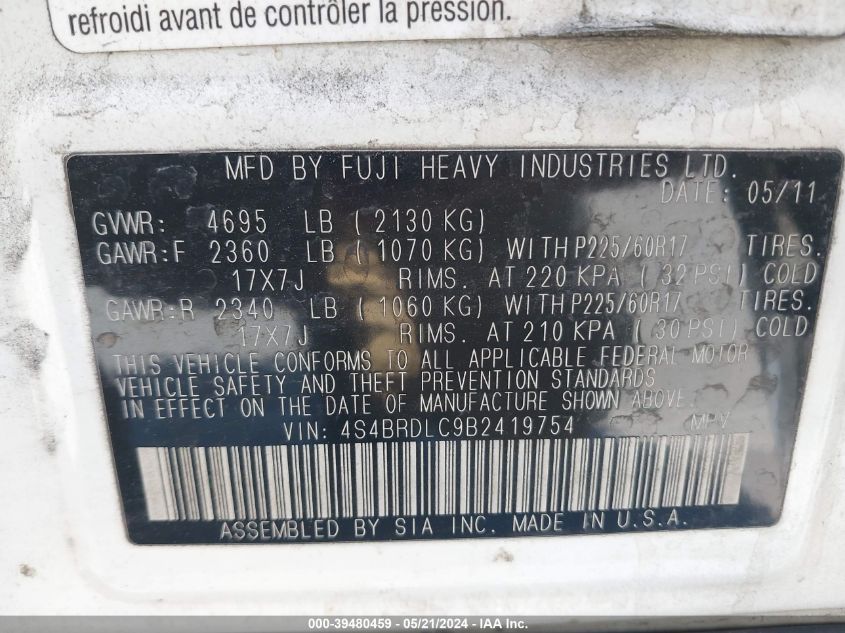 refroidi avant de contrôler la pression.
MFD BY FUJI HEAVY INDUSTRIES LTD.
DATE: 05/11
GVWR: 4695 LB ( 2130 KG)
GAWR:F 2360 LB ( 1070 KG) WITH P225/60R17 TIRES.
17X7J RIMS. AT 220 KPA ( 32 PSI) COLD
GAWR:R 2340 LB ( 1060 KG) WITH P225/60R17 TIRES.
17X7J RIMS. AT 210 KPA ( 30 PSI) COLD
THIS VEHICLE CONFORMS TO ALL APPLICABLE FEDERAL MOTOR
VEHICLE SAFETY AND THEFT PREVENTION STANDARDS
IN EFFECT ON THE DATE OF MANUFACTURE SHOWN ABOVE.
VIN: 4S4BRDLC9B2419754 MPV
ASSEMBLED BY SIA INC. MADE IN U.S.A.
000-39480459 - 05/21/2024 - www.iaai.com